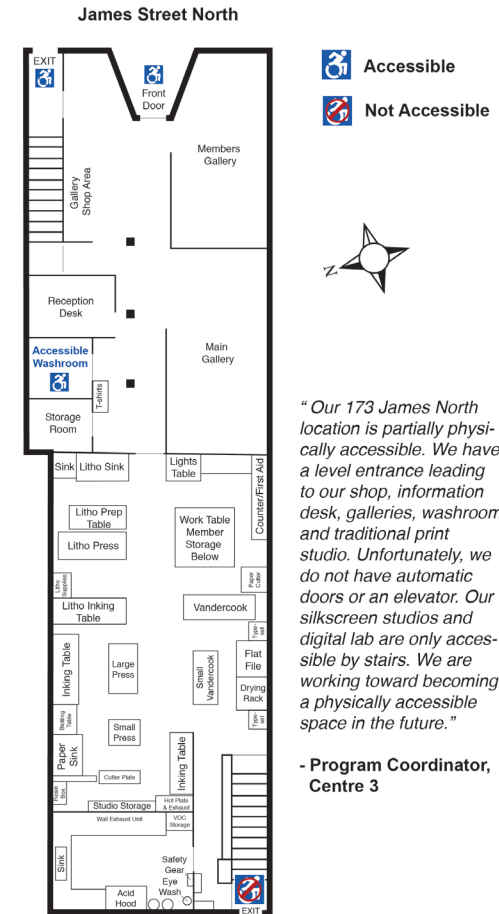 James Street North
EXIT
Front
Door
Accessible
Not Accessible
Members
Gallery
Gallery
Shop Area
N
Reception
Desk
Main
Gallery
Accessible
Washroom
T-shirts
Storage
Room
Sink
Litho Sink
Lights
Table
Counter/First Aid
Litho Prep
Table
Litho Press
Work Table
Member
Storage
Below
Litho
Supplies
Paper
Cutter
Litho Inking
Table
Vandercook
Type-
set
Inking Table
Large
Press
Small
Vandercook
Flat
File
Drying
Rack
Blotting
Table
Type-
set
Small
Press
Paper
Sink
Inking Table
Cutter Plate
Rosin
Box
Studio Storage
Hot Plate
& Exhaust
Wall Exhaust Unit
VOC
Storage
Sink
Safety
Gear
Eye
Wash
Acid
Hood
EXIT
“ Our 173 James North
location is partially physi-
cally accessible. We have
a level entrance leading
to our shop, information
desk, galleries, washroom
and traditional print
studio. Unfortunately, we
do not have automatic
doors or an elevator. Our
silkscreen studios and
digital lab are only acces-
sible by stairs. We are
working toward becoming
a physically accessible
space in the future.”
- Program Coordinator,
Centre 3